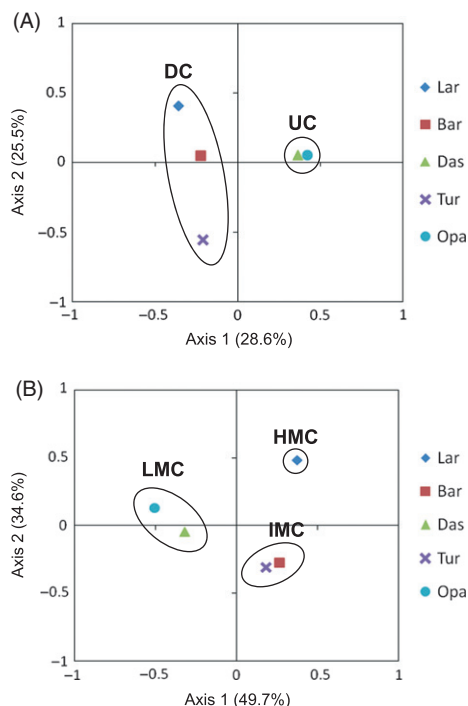 (A)
DC
UC
1
0.5
0
−0.5
−1
−1
−0.5
0
0.5
1
Axis 2 (25.5%)
Axis 1 (28.6%)
Lar
Bar
Das
Tur
Opa
(B)
HMC
LMC
IMC
1
0.5
0
−0.5
−1
−1
−0.5
0
0.5
1
Axis 2 (34.6%)
Axis 1 (49.7%)
Lar
Bar
Das
Tur
Opa